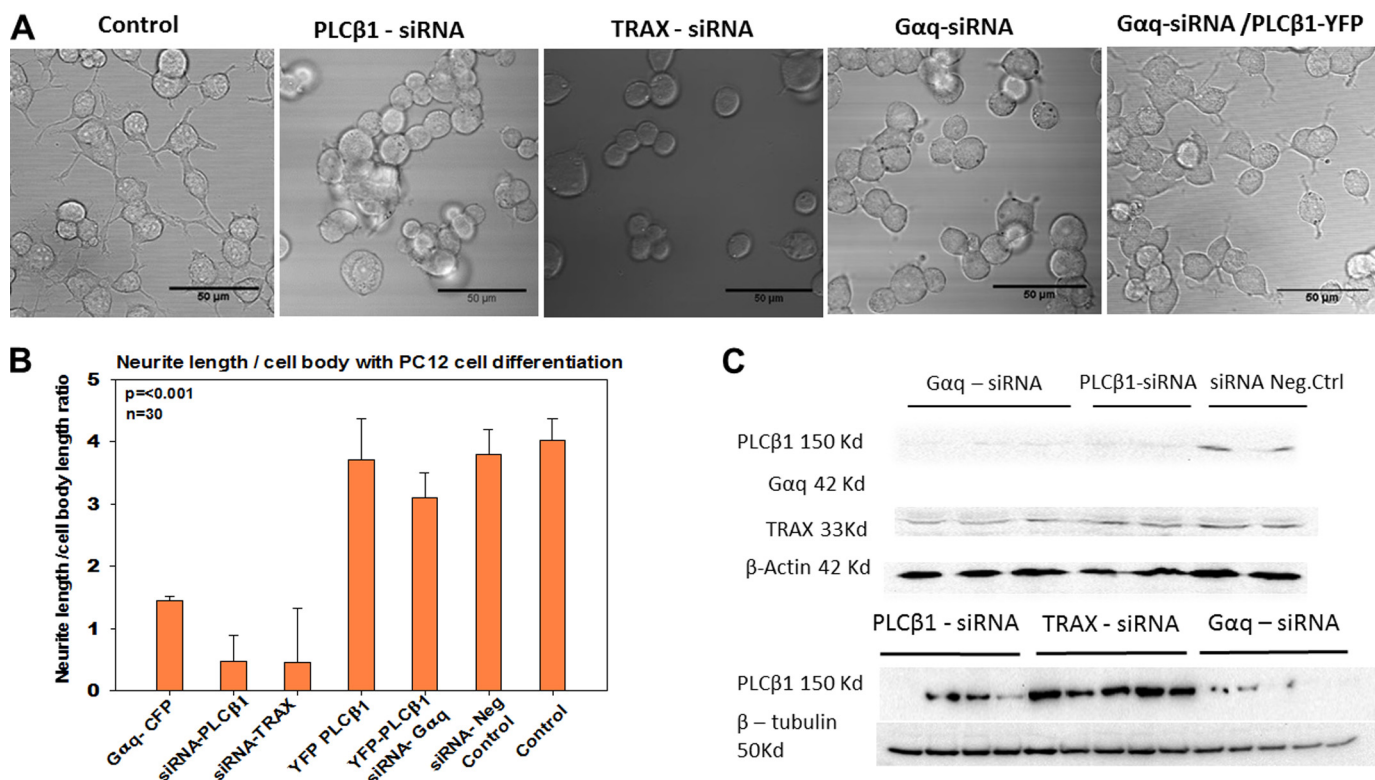 A
Control
PLCβ1 - siRNA
TRAX - siRNA
Gαq-siRNA
Gαq-siRNA /PLCβ1-YFP
50 µm
50 µm
50 µm
50 µm
50 µm
B
Neurite length / cell body with PC12 cell differentiation
p=<0.001
n=30
Neurite length /cell body length ratio
5
4
3
2
1
0
Gαq- CFP
siRNA-PLCβI
siRNA-TRAX
YFP PLCβ1
YFP-PLCβ1
siRNA- Gαq
siRNA- Neg
Control
Control
C
Gαq – siRNA
PLCβ1-siRNA
siRNA Neg.Ctrl
PLCβ1 150 Kd
Gαq 42 Kd
TRAX 33Kd
β-Actin 42 Kd
PLCβ1 - siRNA
TRAX - siRNA
Gαq – siRNA
PLCβ1 150 Kd
β – tubulin
50Kd